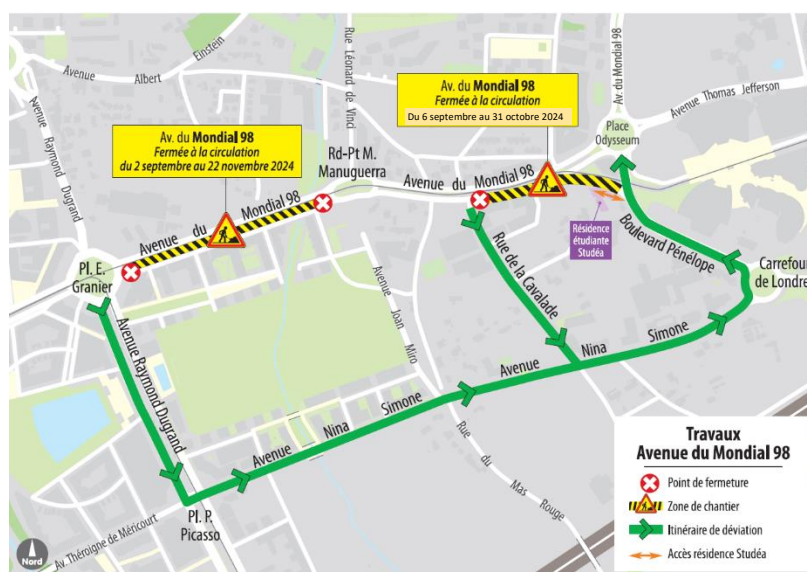 Avenue Albert Einstein
Rue Léonard de Vinci
Av. du Mondial 98
Avenue Thomas Jefferson
Av. du Mondial 98
Fermée à la circulation
Du 6 septembre au 31 octobre 2024
Place
Odysseum
Avenue Raymond Dugrand
Av. du Mondial 98
Fermée à la circulation
du 2 septembre au 22 novembre 2024
Rd-Pt M.
Manuguerra
Avenue du Mondial 98
Avenue du Mondial 98
Résidence
étudiante
Studéa
Boulevard Pénélope
Pl. E.
Granier
Rue de la Cavalade
Carrefour
de Londre
Avenue Joan Miro
Avenue Raymond Dugrand
Avenue Nina Simone
Avenue Nina Simone
Rue du Mas Rouge
Pl. P.
Picasso
Av. Théroigne de Méricourt
Nord
Travaux
Avenue du Mondial 98
Point de fermeture
Zone de chantier
Itinéraire de déviation
Accès résidence Studéa